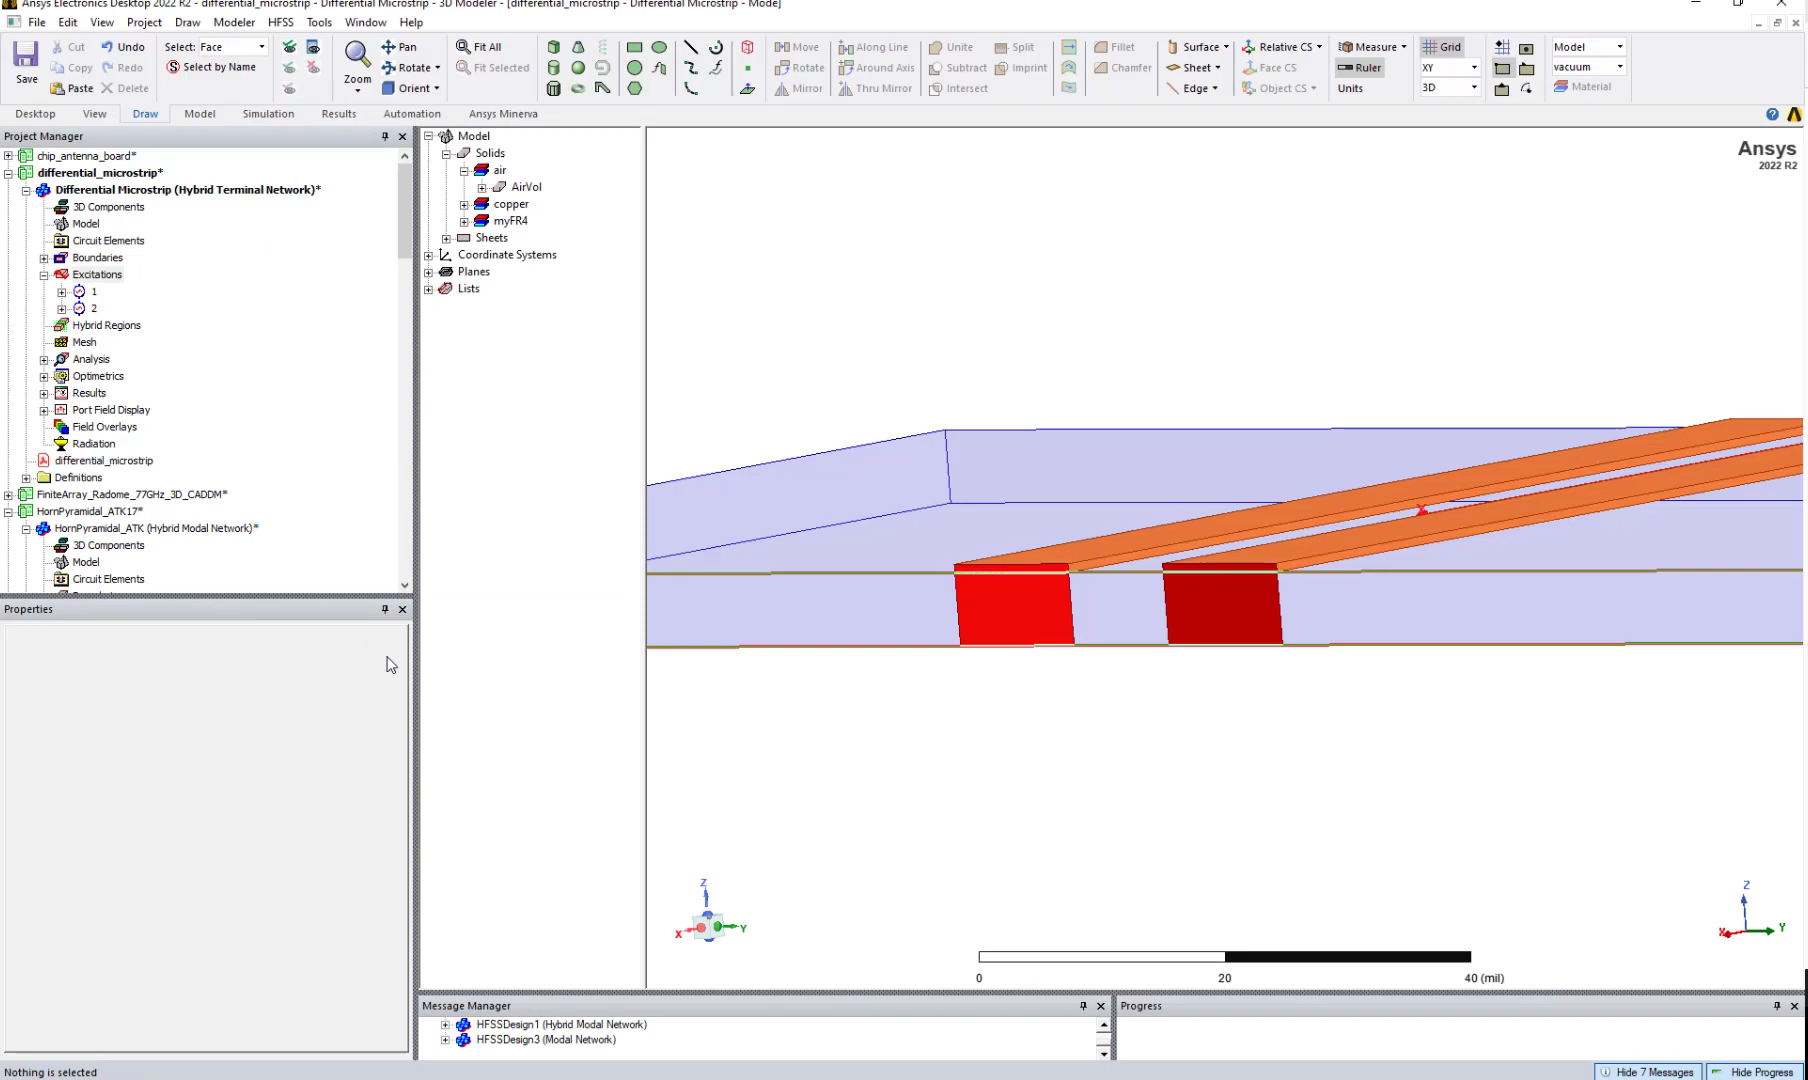 Ansys Electronics Desktop 2022 R2 - differential_microstrip - Differential Microstrip - 3D Modeler - [differential_microstrip - Differential Microstrip - Mode]
File Edit View Project Draw Modeler HFSS Tools Window Help
Save Cut Undo Select: Face Zoom Pan Fit All Move Along Line Unite Split Fillet Surface Relative CS Measure Grid Model
Copy Redo Select by Name Rotate Fit Selected Rotate Around Axis Subtract Imprint Chamfer Sheet Face CS Ruler XY vacuum
Paste Delete Orient Mirror Thru Mirror Intersect Edge Object CS Units 3D Material
Desktop View Draw Model Simulation Results Automation Ansys Minerva
Project Manager
chip_antenna_board*
differential_microstrip*
Differential Microstrip (Hybrid Terminal Network)*
3D Components
Model
Circuit Elements
Boundaries
Excitations
1
2
Hybrid Regions
Mesh
Analysis
Optimetrics
Results
Port Field Display
Field Overlays
Radiation
differential_microstrip
Definitions
FiniteArray_Radome_77GHz_3D_CADDM*
HornPyramidal_ATK17*
HornPyramidal_ATK (Hybrid Modal Network)*
3D Components
Model
Circuit Elements
Properties
Model
Solids
air
AirVol
copper
myFR4
Sheets
Coordinate Systems
Planes
Lists
Ansys
2022 R2
Z
X
Y
0 20 40 (mil)
Z
X
Y
Message Manager
HFSSDesign1 (Hybrid Modal Network)
HFSSDesign3 (Modal Network)
Progress
Nothing is selected
Hide 7 Messages Hide Progress